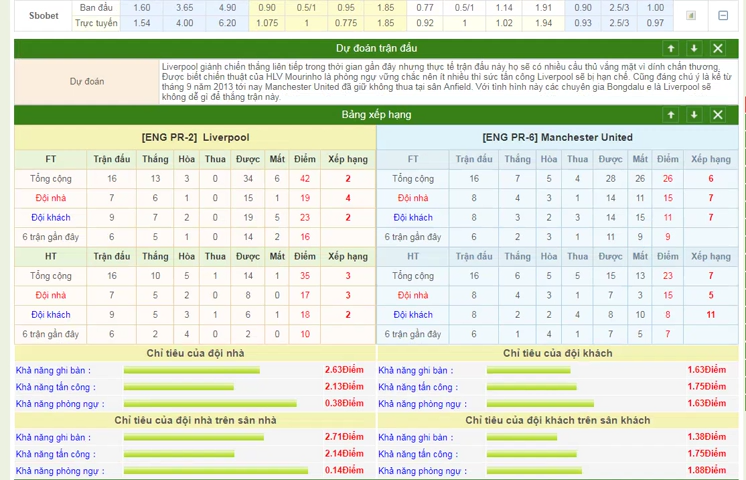 Sbobet Ban đầu 1.60 3.65 4.90 0.90 0.5/1 0.95 1.85 0.77 0.5/1 1.14 1.91 0.90 2.5/3 1.00
Trực tuyến 1.54 4.00 6.20 1.075 1 0.775 1.85 0.92 1 1.02 1.94 0.93 2.5/3 0.97
Dự đoán trận đấu
Dự đoán
Liverpool giành chiến thắng liên tiếp trong thời gian gần đây nhưng thực tế trận đấu này họ sẽ có nhiều cầu thủ vắng mặt vì dính chấn thương.
Được biết chiến thuật của HLV Mourinho là phòng ngự vững chắc nên ít nhiều thì sức tấn công Liverpool sẽ bị hạn chế. Cũng đáng chú ý là kể từ
tháng 9 năm 2013 tới nay Manchester United đã giữ không thua tại sân Anfield. Với tình hình này các chuyên gia Bongdalu e là Liverpool sẽ
không dễ gì để thắng trận này.
Bảng xếp hạng
[ENG PR-2] Liverpool
FT Trận đấu Thắng Hòa Thua Được Mất Điểm Xếp hạng
Tổng cộng 16 13 3 0 34 6 42 2
Đội nhà 7 6 1 0 15 1 19 4
Đội khách 9 7 2 0 19 5 23 2
6 trận gần đây 6 5 1 0 14 2 16
HT Trận đấu Thắng Hòa Thua Được Mất Điểm Xếp hạng
Tổng cộng 16 10 5 1 14 1 35 3
Đội nhà 7 5 2 0 8 0 17 3
Đội khách 9 5 3 1 6 1 18 2
6 trận gần đây 6 2 4 0 2 0 10
[ENG PR-6] Manchester United
FT Trận đấu Thắng Hòa Thua Được Mất Điểm Xếp hạng
Tổng cộng 16 7 5 4 28 26 26 6
Đội nhà 8 4 3 1 14 11 15 7
Đội khách 8 3 2 3 14 15 11 7
6 trận gần đây 6 2 3 1 11 9 9
HT Trận đấu Thắng Hòa Thua Được Mất Điểm Xếp hạng
Tổng cộng 16 6 5 5 15 13 23 7
Đội nhà 8 4 3 1 7 3 15 5
Đội khách 8 2 2 4 8 10 8 11
6 trận gần đây 6 1 4 1 7 5 7
Chỉ tiêu của đội nhà
Khả năng ghi bàn : 2.63Điểm
Khả năng tấn công : 2.13Điểm
Khả năng phòng ngự : 0.38Điểm
Chỉ tiêu của đội nhà trên sân nhà
Khả năng ghi bàn : 2.71Điểm
Khả năng tấn công : 2.14Điểm
Khả năng phòng ngự : 0.14Điểm
Chỉ tiêu của đội khách
Khả năng ghi bàn : 1.63Điểm
Khả năng tấn công : 1.75Điểm
Khả năng phòng ngự : 1.63Điểm
Chỉ tiêu của đội khách trên sân khách
Khả năng ghi bàn : 1.38Điểm
Khả năng tấn công : 1.75Điểm
Khả năng phòng ngự : 1.88Điểm